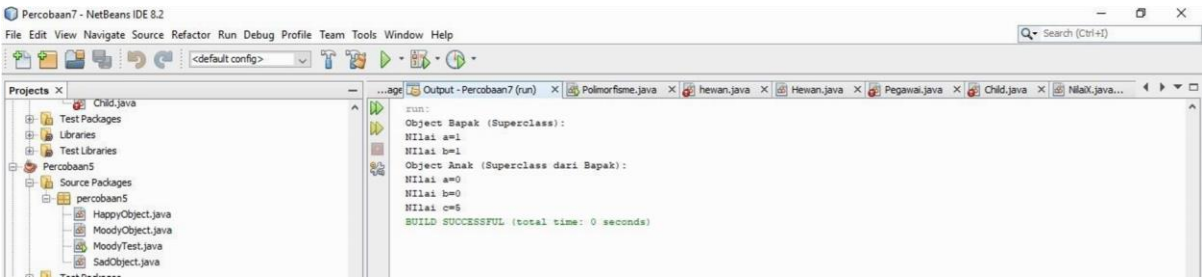 Percobaan7 - NetBeans IDE 8.2
File Edit View Navigate Source Refactor Run Debug Profile Team Tools Window Help
Search (Ctrl+I)
<default config>
Projects
Child.java
Test Packages
Libraries
Test Libraries
Percobaan5
Source Packages
percobaan5
HappyObject.java
MoodyObject.java
MoodyTest.java
SadObject.java
Test Packages
...age Output - Percobaan7 (run) Polimorfisme.java hewan.java Hewan.java Pegawai.java Child.java NilaiX.java...
run:
Object Bapak (Superclass):
NIlai a=1
NIlai b=1
Object Anak (Superclass dari Bapak):
NIlai a=0
NIlai b=0
NIlai c=5
BUILD SUCCESSFUL (total time: 0 seconds)